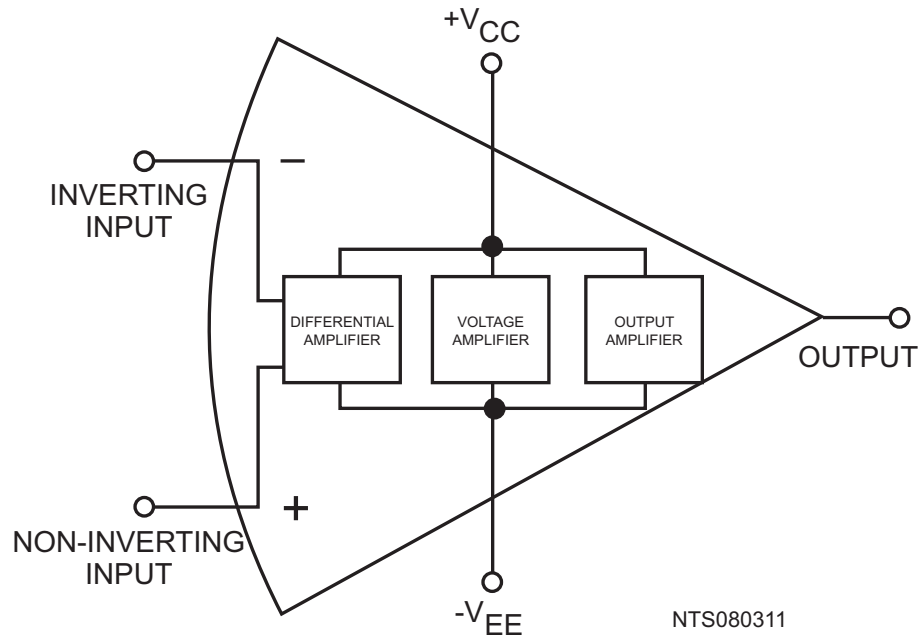 +VCC
−
INVERTING
INPUT
DIFFERENTIAL
AMPLIFIER
VOLTAGE
AMPLIFIER
OUTPUT
AMPLIFIER
OUTPUT
+
NON-INVERTING
INPUT
-VEE
NTS080311